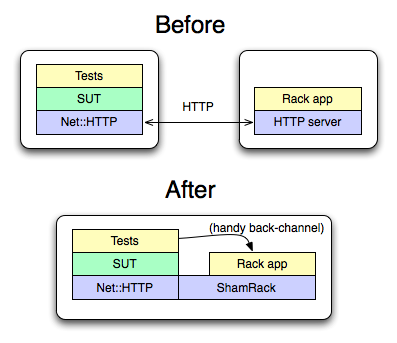 Before
Tests
SUT
Net::HTTP
HTTP
Rack app
HTTP server
After
(handy back-channel)
Tests
SUT
Rack app
Net::HTTP
ShamRack